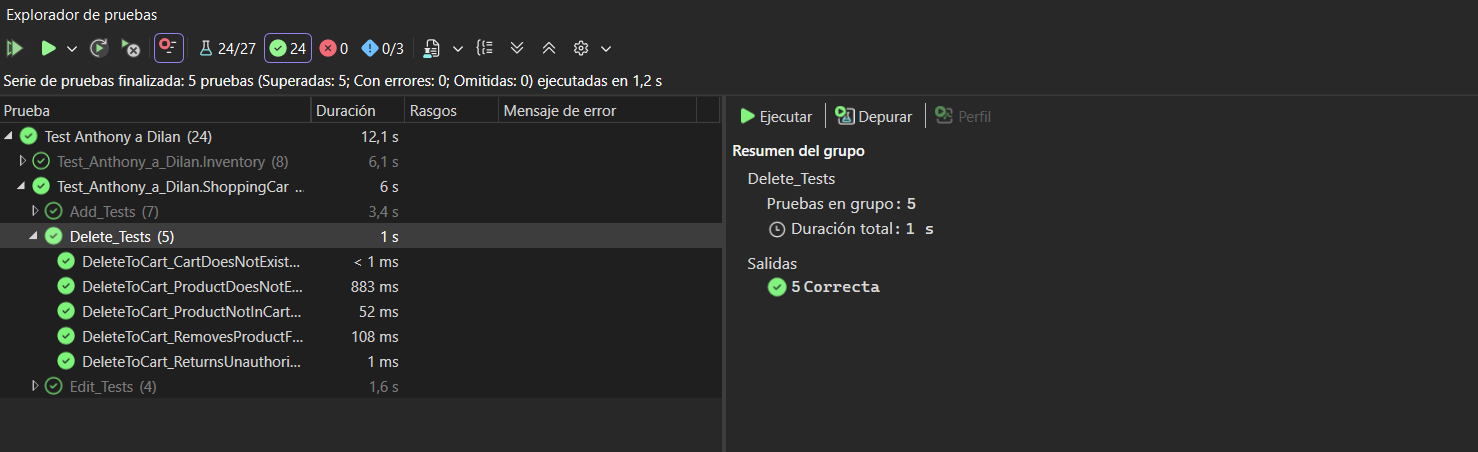 Explorador de pruebas
24/27 24 0 0/3
Serie de pruebas finalizada: 5 pruebas (Superadas: 5; Con errores: 0; Omitidas: 0) ejecutadas en 1,2 s
Prueba Duración Rasgos Mensaje de error
Test Anthony a Dilan (24) 12,1 s
Test_Anthony_a_Dilan.Inventory (8) 6,1 s
Test_Anthony_a_Dilan.ShoppingCar ... 6 s
Add_Tests (7) 3,4 s
Delete_Tests (5) 1 s
DeleteToCart_CartDoesNotExist... < 1 ms
DeleteToCart_ProductDoesNotE... 883 ms
DeleteToCart_ProductNotInCart... 52 ms
DeleteToCart_RemovesProductF... 108 ms
DeleteToCart_ReturnsUnauthori... 1 ms
Edit_Tests (4) 1,6 s
Ejecutar Depurar Perfil
Resumen del grupo
Delete_Tests
Pruebas en grupo: 5
Duración total: 1 s
Salidas
5 Correcta